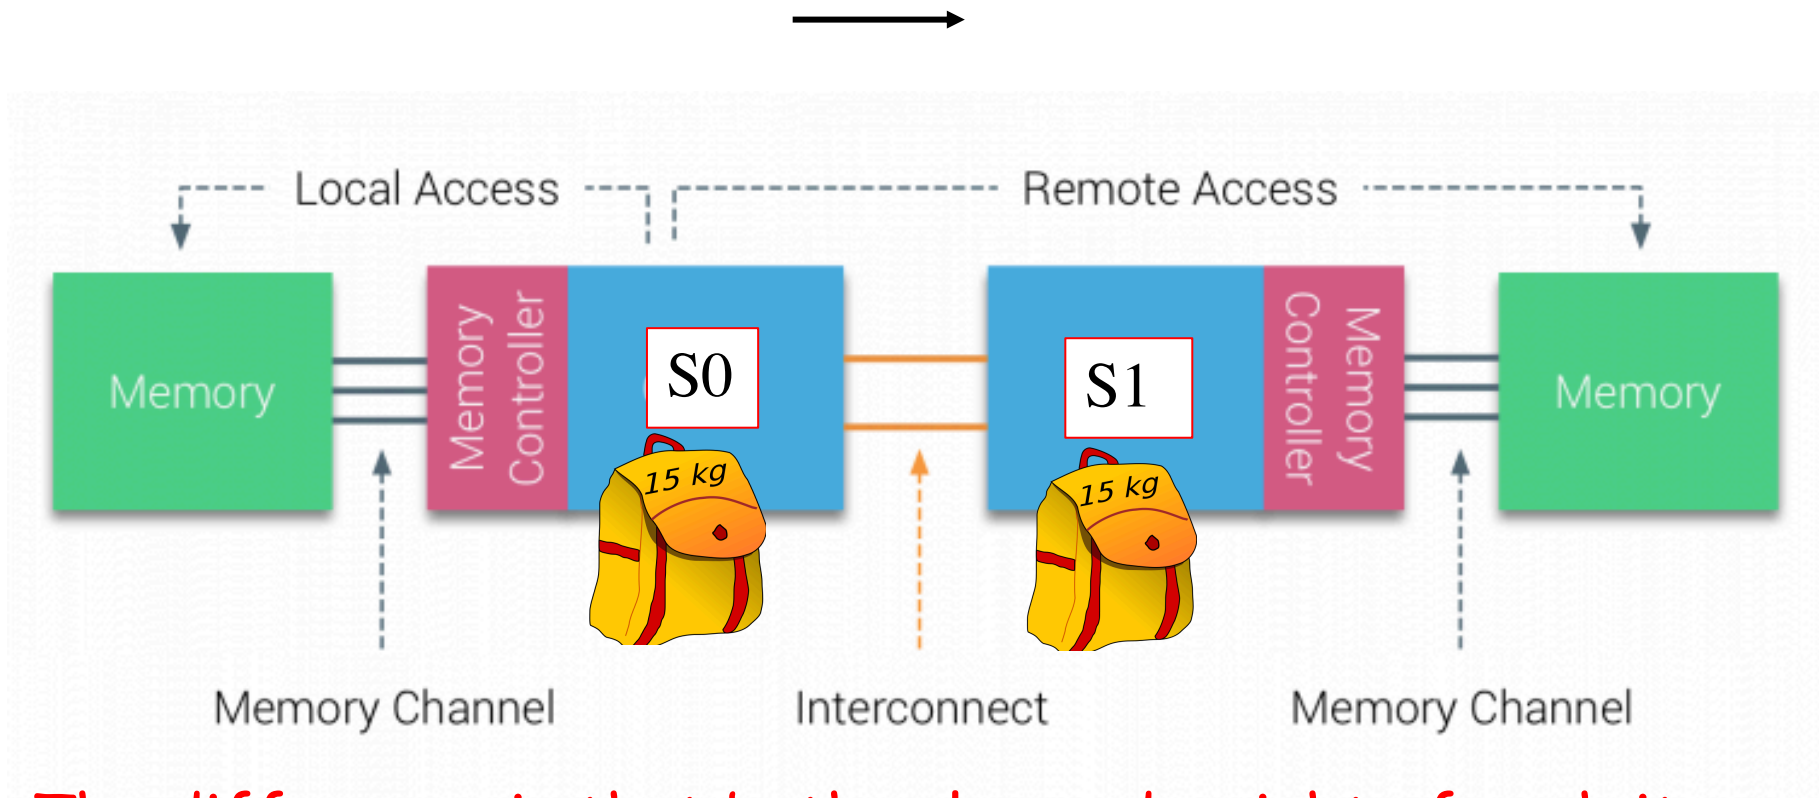 Local Access
Remote Access
Memory
Memory
Controller
S0
S1
Memory
Controller
Memory
15 kg
15 kg
Memory Channel
Interconnect
Memory Channel